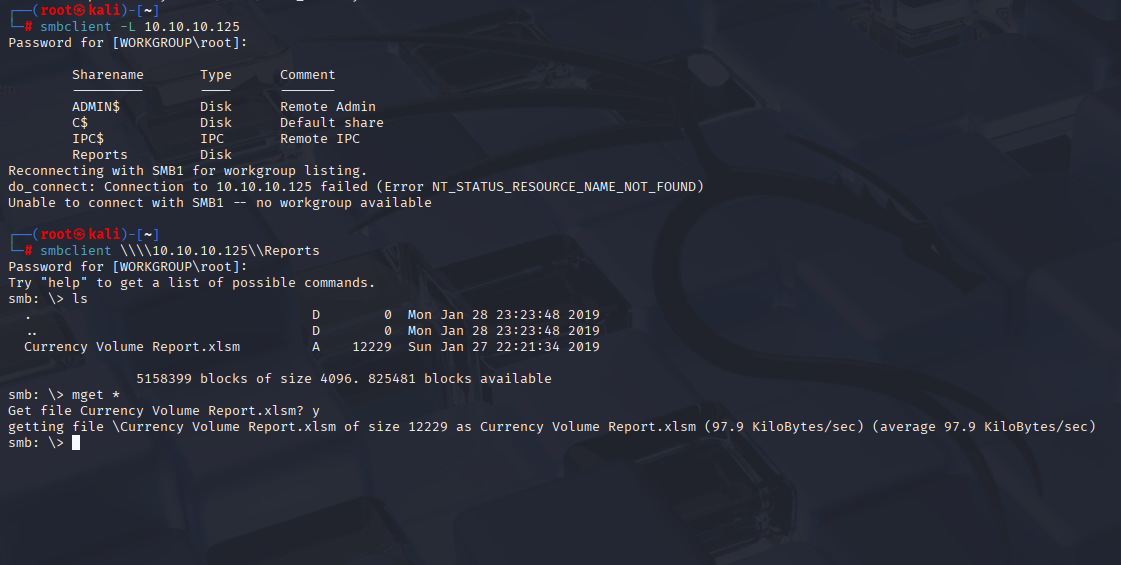 ┌──(root㉿kali)-[~]
└─# smbclient -L 10.10.10.125
Password for [WORKGROUP\root]:
Sharename Type Comment
--------- ---- -------
ADMIN$ Disk Remote Admin
C$ Disk Default share
IPC$ IPC Remote IPC
Reports Disk
Reconnecting with SMB1 for workgroup listing.
do_connect: Connection to 10.10.10.125 failed (Error NT_STATUS_RESOURCE_NAME_NOT_FOUND)
Unable to connect with SMB1 -- no workgroup available
┌──(root㉿kali)-[~]
└─# smbclient \\\\10.10.10.125\\Reports
Password for [WORKGROUP\root]:
Try "help" to get a list of possible commands.
smb: \> ls
. D 0 Mon Jan 28 23:23:48 2019
.. D 0 Mon Jan 28 23:23:48 2019
Currency Volume Report.xlsm A 12229 Sun Jan 27 22:21:34 2019
5158399 blocks of size 4096. 825481 blocks available
smb: \> mget *
Get file Currency Volume Report.xlsm? y
getting file \Currency Volume Report.xlsm of size 12229 as Currency Volume Report.xlsm (97.9 KiloBytes/sec) (average 97.9 KiloBytes/sec)
smb: \>